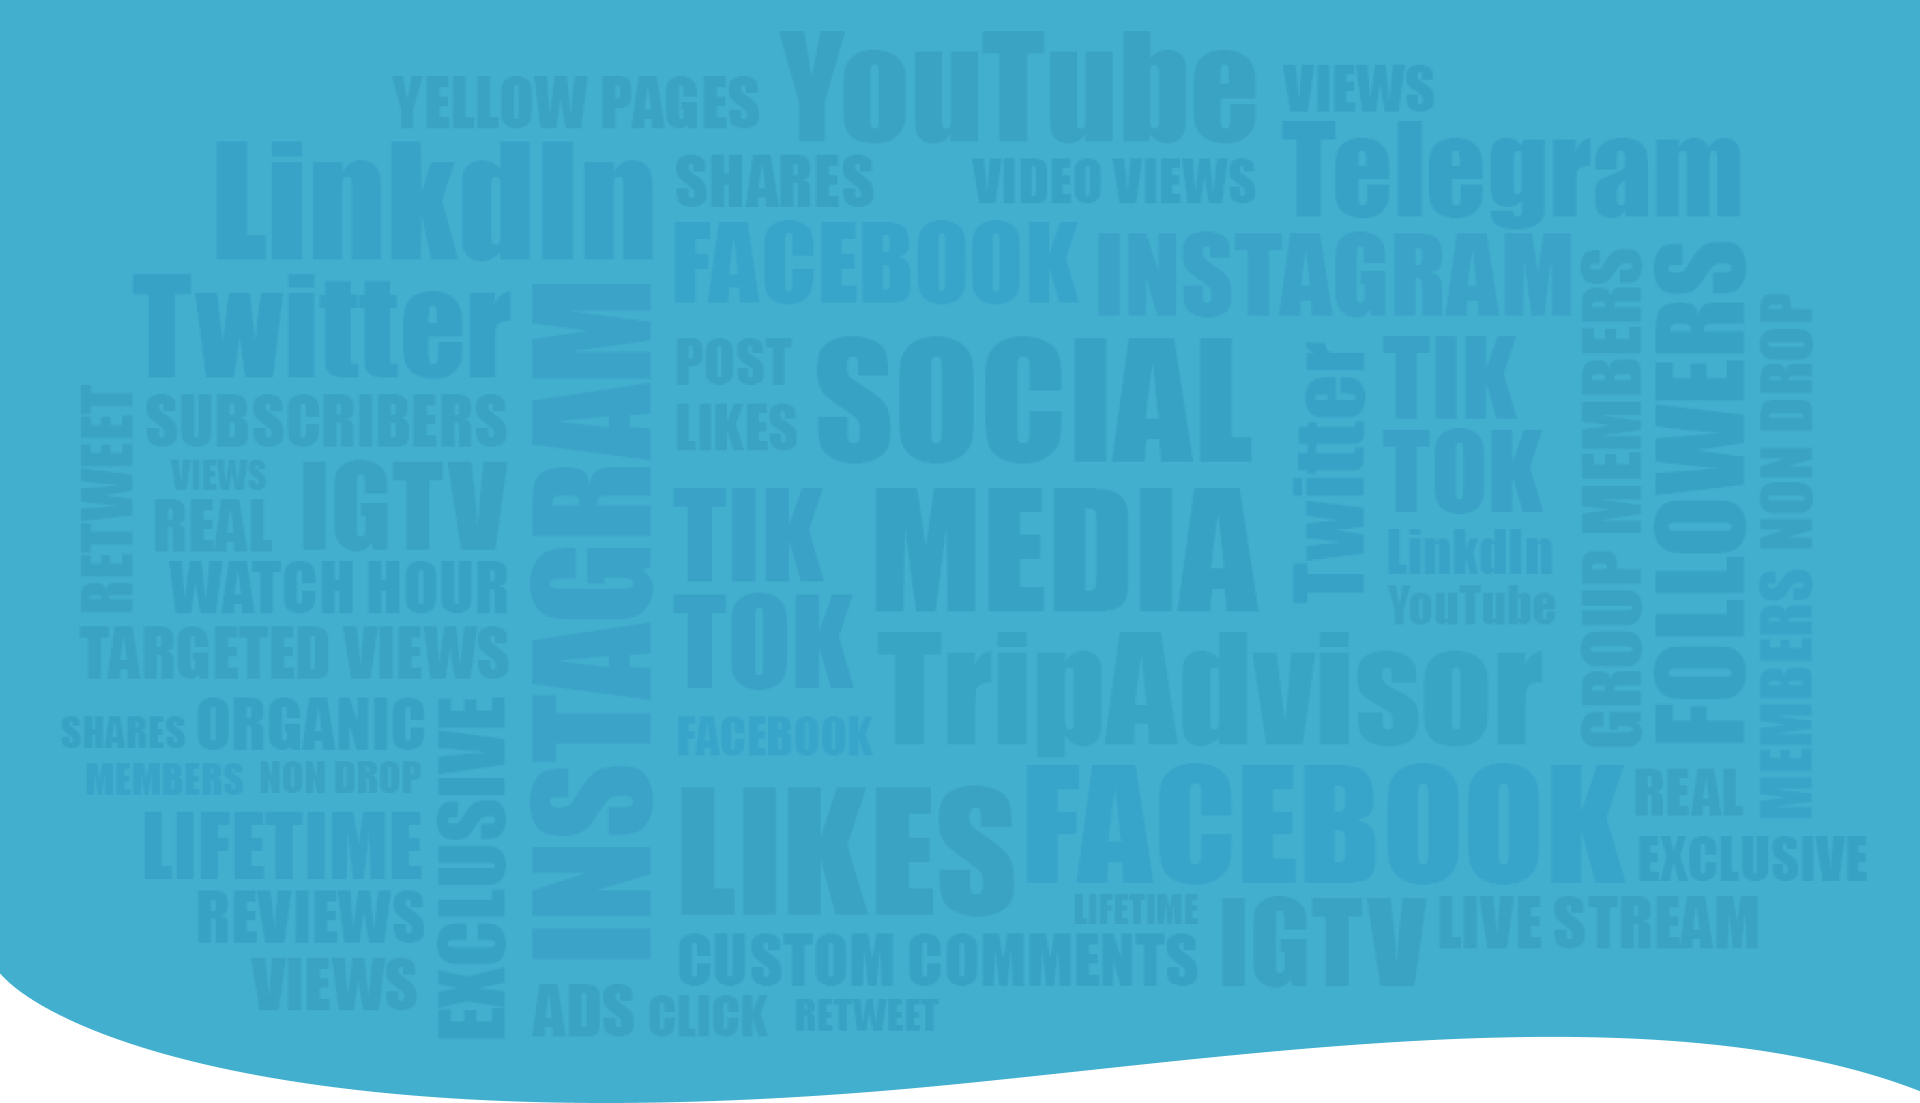 YouTube
VIEWS
YELLOW PAGES
LinkdIn
SHARES
VIDEO VIEWS
Telegram
FACEBOOK
INSTAGRAM
Twitter
INSTAGRAM
POST
LIKES
SOCIAL
MEDIA
Twitter
TIK
TOK
GROUP MEMBERS
FOLLOWERS
MEMBERS NON DROP
RETWEET
SUBSCRIBERS
VIEWS
REAL
IGTV
WATCH HOUR
TARGETED VIEWS
TIK
TOK
LinkdIn
YouTube
TripAdvisor
SHARES
ORGANIC
EXCLUSIVE
FACEBOOK
MEMBERS
NON DROP
LIFETIME
REVIEWS
VIEWS
LIKES
FACEBOOK
REAL
EXCLUSIVE
LIFETIME
IGTV
LIVE STREAM
CUSTOM COMMENTS
ADS CLICK
RETWEET